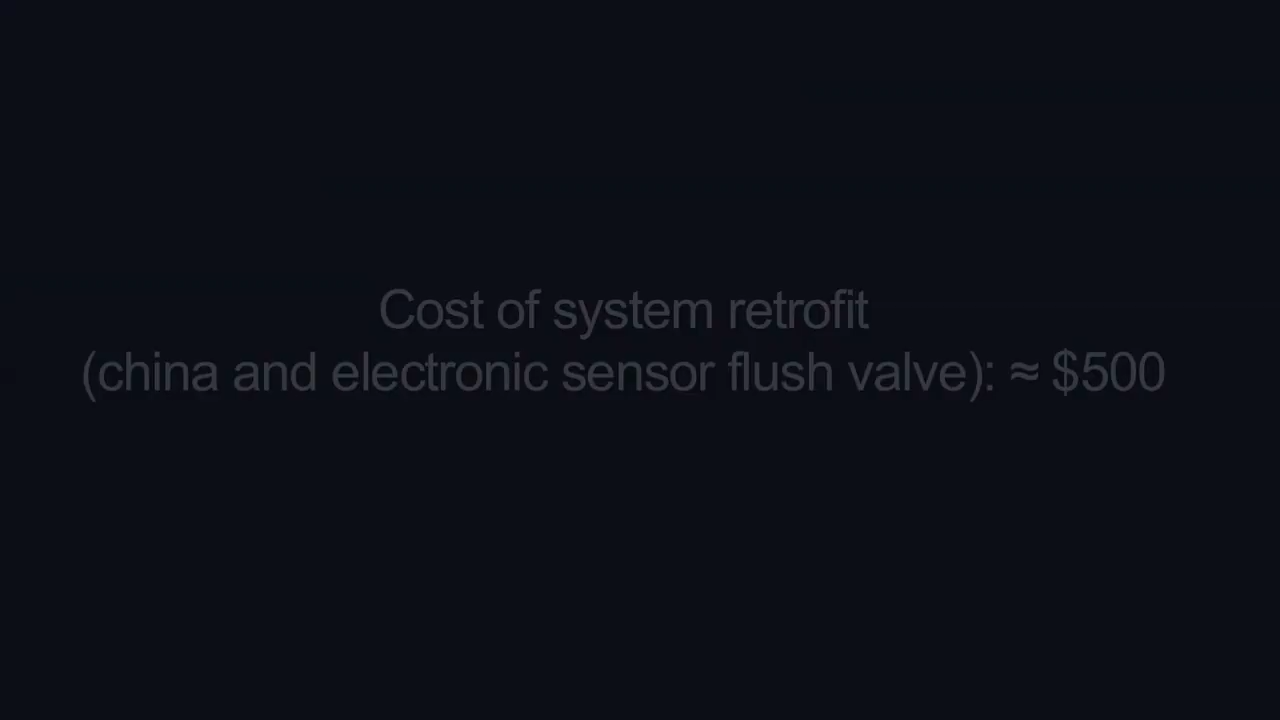 Cost of system retrofit
(china and electronic sensor flush valve): ≈ $500